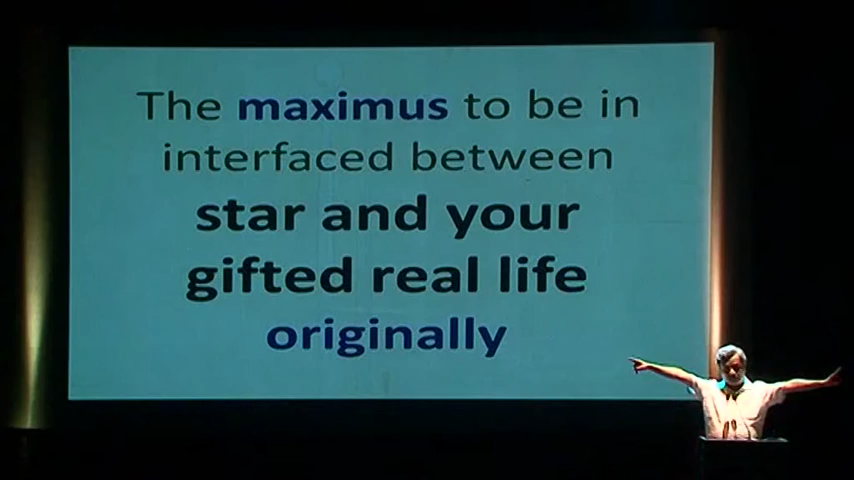 The maximus to be in
interfaced between
star and your
gifted real life
originally